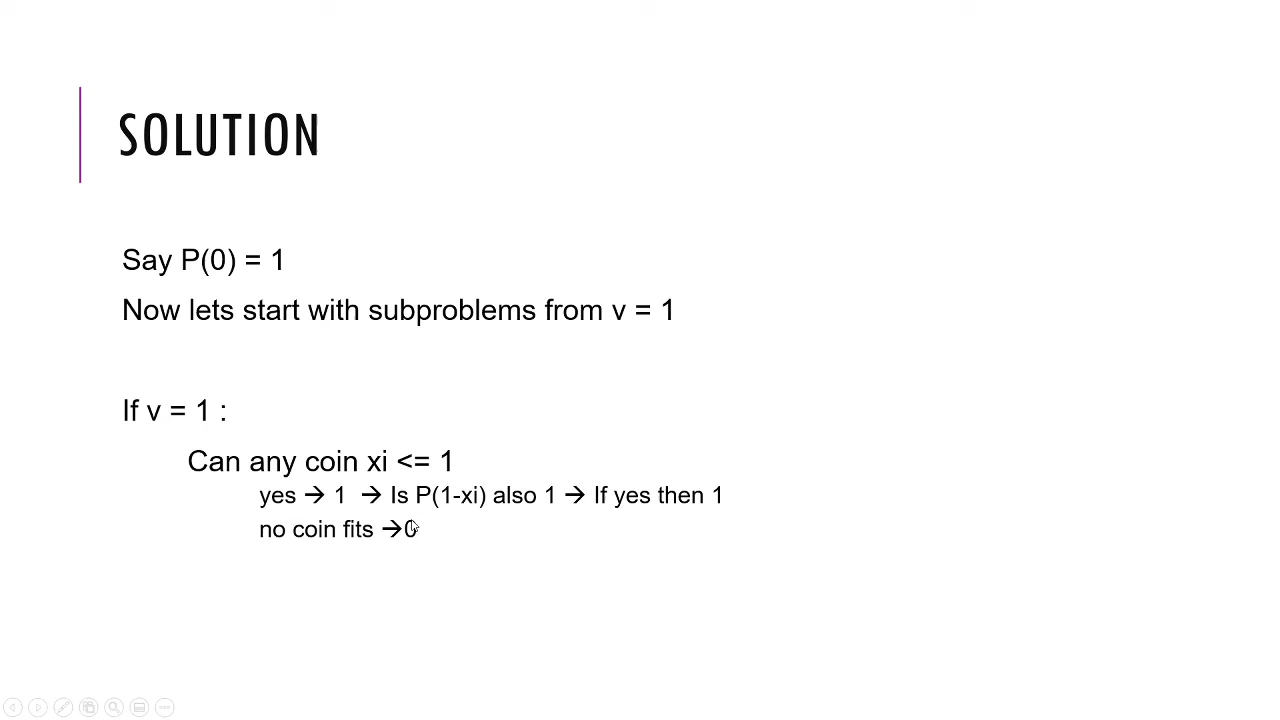 SOLUTION
Say P(0) = 1
Now lets start with subproblems from v = 1
If v = 1 :
Can any coin xi <= 1
yes → 1 → Is P(1-xi) also 1 → If yes then 1
no coin fits →0